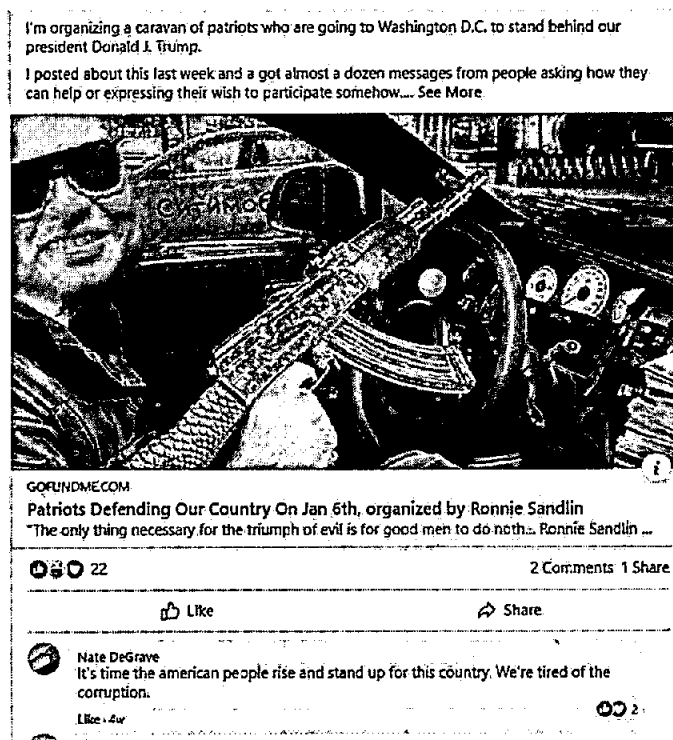 I'm organizing a caravan of patriots who are going to Washington D.C. to stand behind our
president Donald J. Trump.
I posted about this last week and a got almost a dozen messages from people asking how they
can help or expressing their wish to participate somehow.... See More
GOFUNDME.COM
Patriots Defending Our Country On Jan 6th, organized by Ronnie Sandlin
"The only thing necessary for the triumph of evil is for good men to do noth... Ronnie Sandlin ...
22
2 Comments 1 Share
Like
Share
Nate DeGrave
It's time the american people rise and stand up for this country. We're tired of the
corruption.
Like · 4w
2